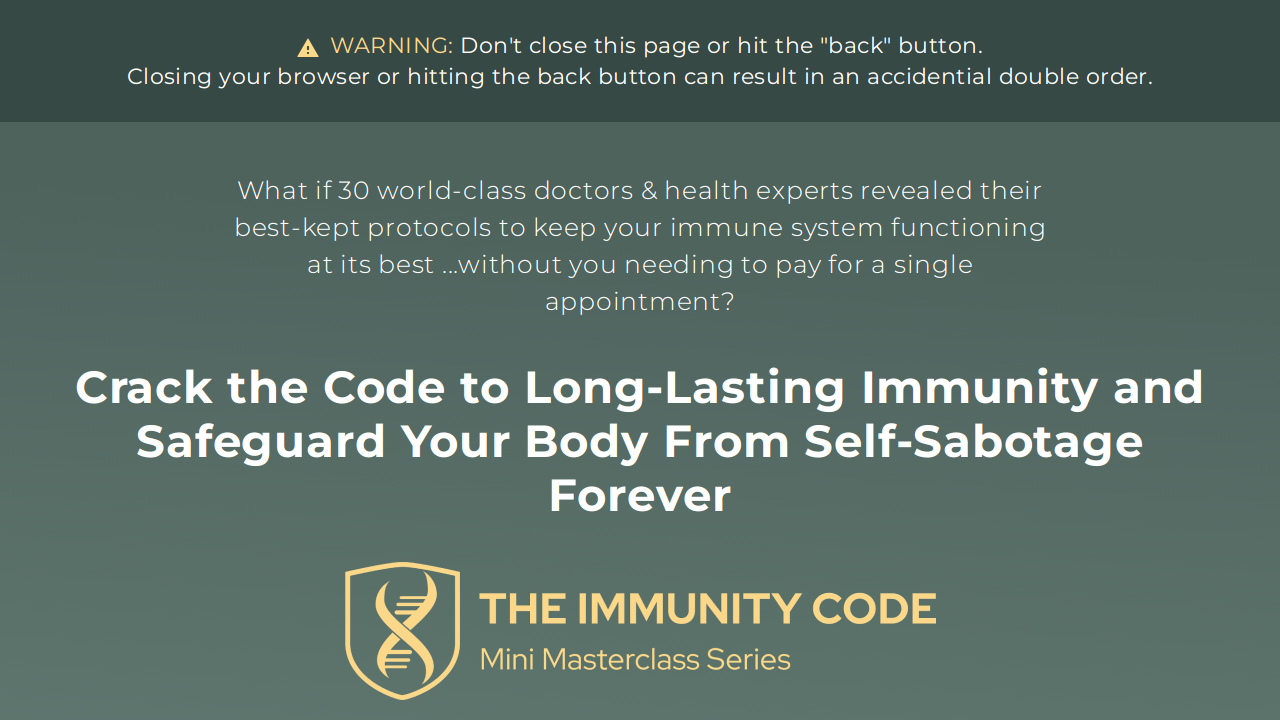 WARNING: Don't close this page or hit the "back" button.
Closing your browser or hitting the back button can result in an accidential double order.
What if 30 world-class doctors & health experts revealed their
best-kept protocols to keep your immune system functioning
at its best ...without you needing to pay for a single
appointment?
Crack the Code to Long-Lasting Immunity and
Safeguard Your Body From Self-Sabotage
Forever
THE IMMUNITY CODE
Mini Masterclass Series